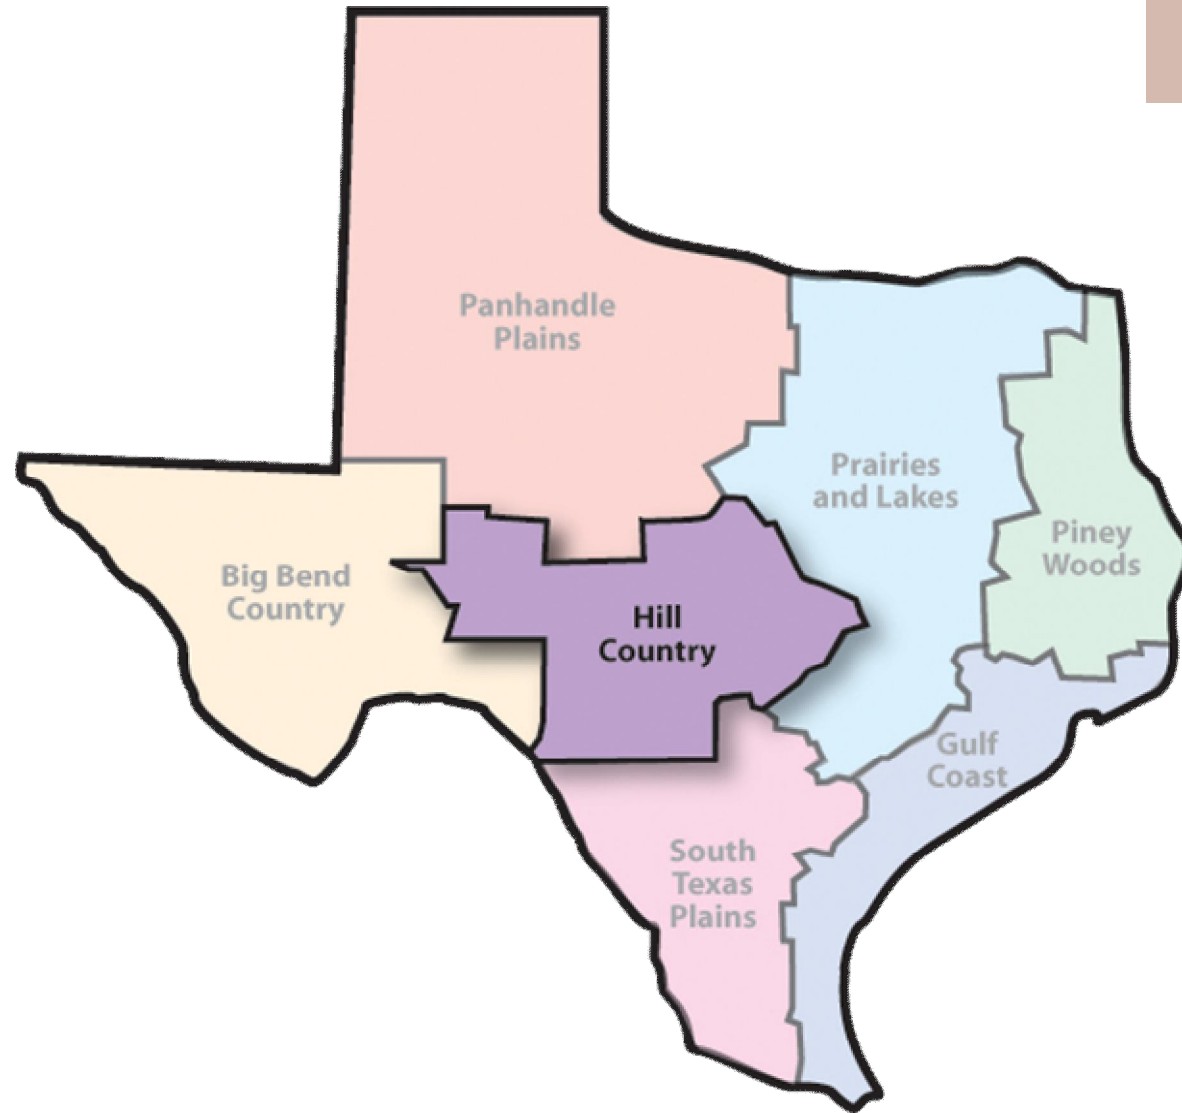 Panhandle
Plains
Prairies
and Lakes
Piney
Woods
Big Bend
Country
Hill
Country
Gulf
Coast
South
Texas
Plains